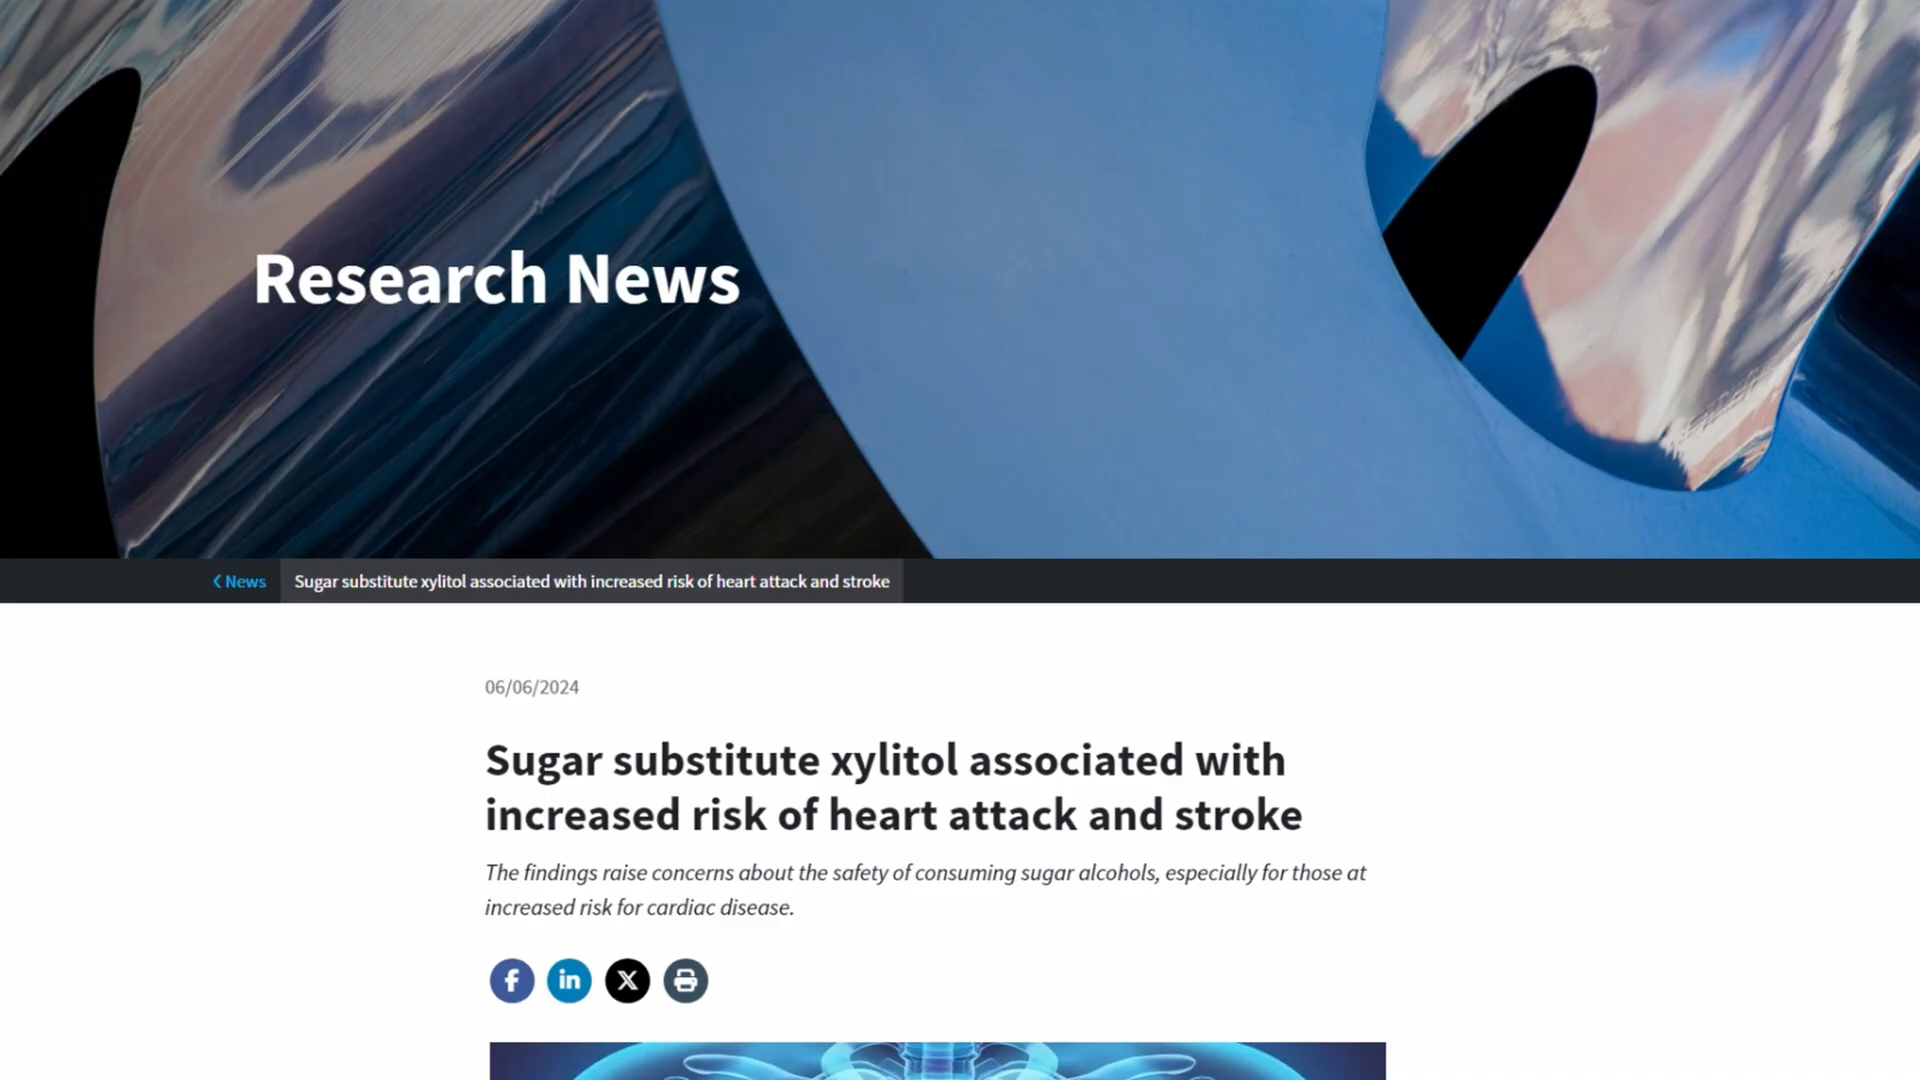 Research News
News
Sugar substitute xylitol associated with increased risk of heart attack and stroke
06/06/2024
Sugar substitute xylitol associated with
increased risk of heart attack and stroke
The findings raise concerns about the safety of consuming sugar alcohols, especially for those at
increased risk for cardiac disease.